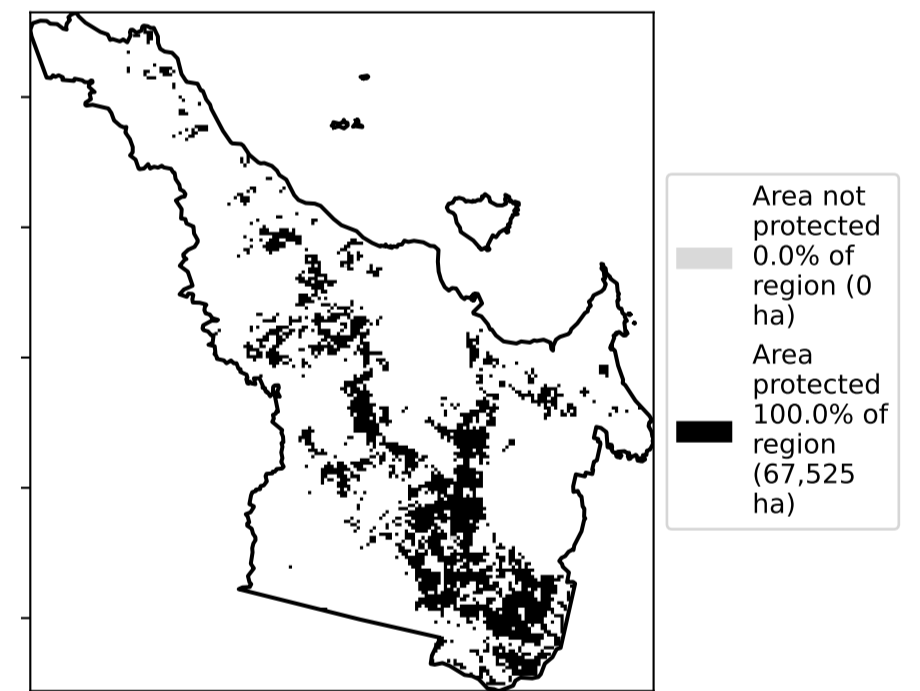 Area not
protected
0.0% of
region (0
ha)
Area
protected
100.0% of
region
(67,525
ha)